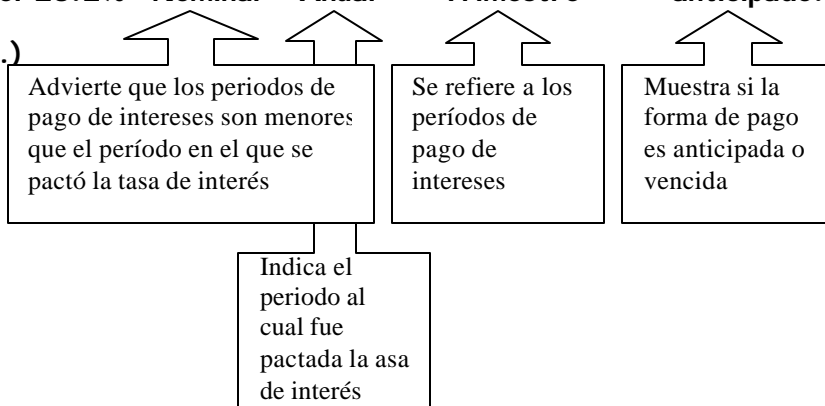 Nominal Anual Trimestre anticipado.
.)
Advierte que los periodos de
pago de intereses son menores
que el período en el que se
pactó la tasa de interés
Se refiere a los
períodos de
pago de
intereses
Muestra si la
forma de pago
es anticipada o
vencida
Indica el
periodo al
cual fue
pactada la asa
de interés